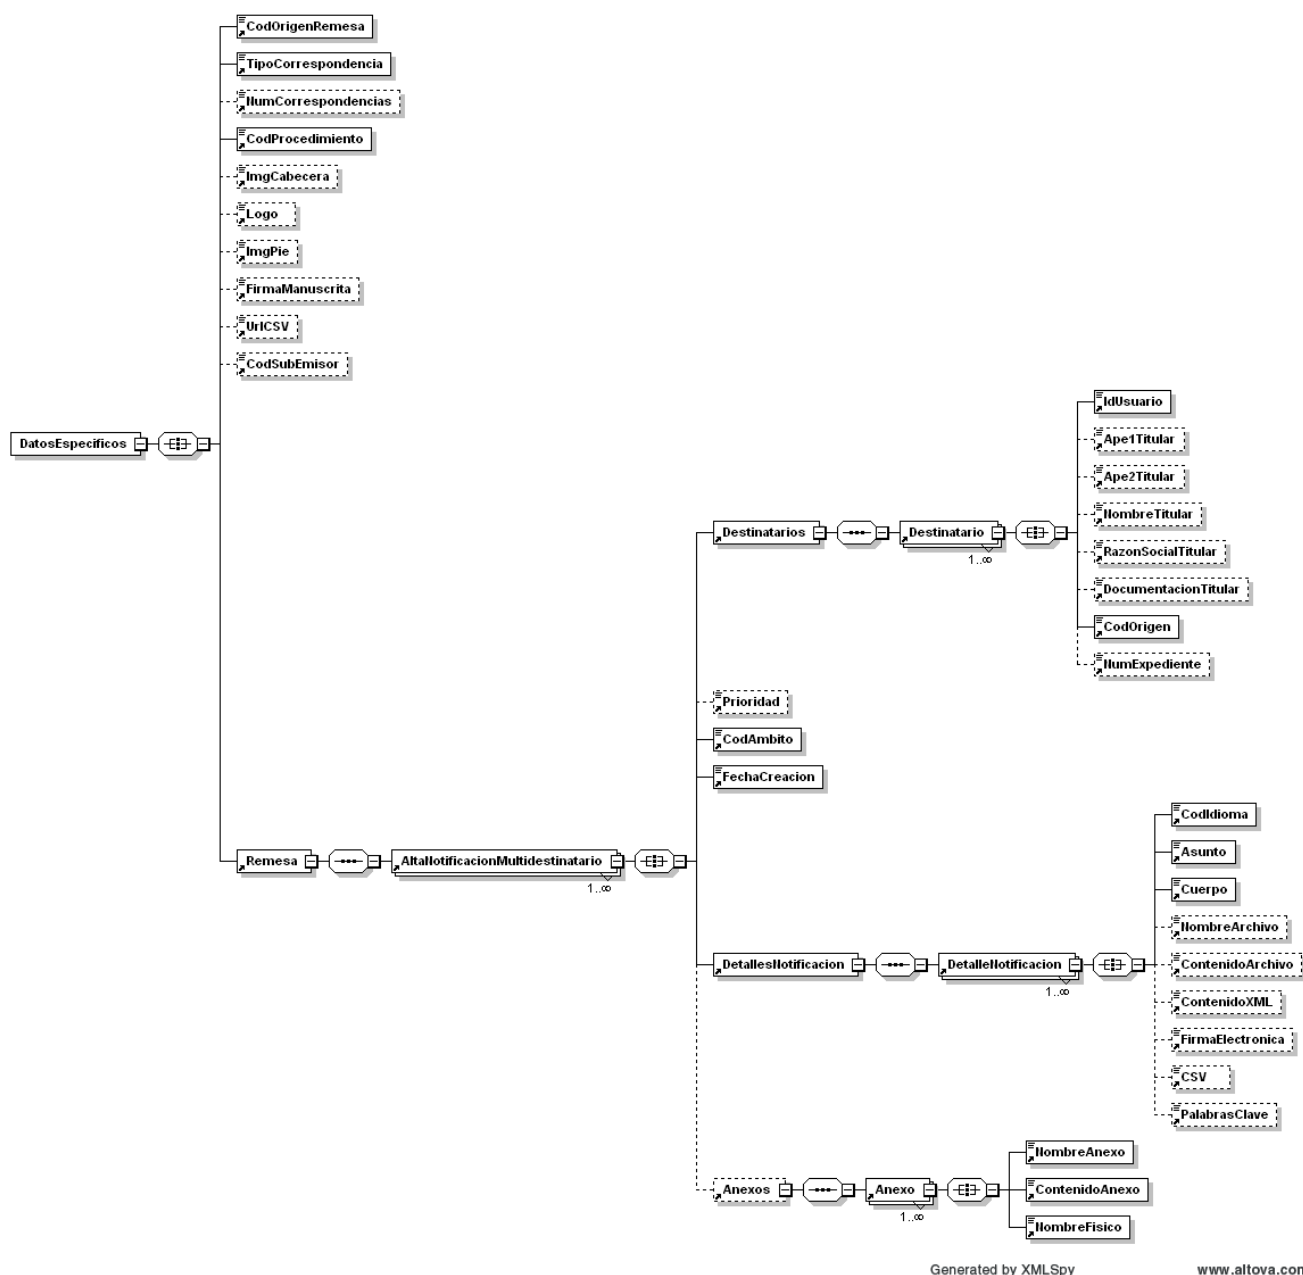 CodOrigenRemesa
TipoCorrespondencia
NumCorrespondencias
CodProcedimiento
ImgCabecera
Logo
ImgPie
FirmaManuscrita
UrlCSV
CodSubEmisor
DatosEspecificos
IdUsuario
Ape1Titular
Ape2Titular
NombreTitular
Destinatarios
Destinatario
1..∞
RazonSocialTitular
DocumentacionTitular
CodOrigen
NumExpediente
Prioridad
CodAmbito
FechaCreacion
Remesa
AltaNotificacionMultidestinatario
1..∞
CodIdioma
Asunto
Cuerpo
NombreArchivo
DetallesNotificacion
DetalleNotificacion
1..∞
ContenidoArchivo
ContenidoXML
FirmaElectronica
CSV
PalabrasClave
NombreAnexo
Anexos
Anexo
1..∞
ContenidoAnexo
NombreFisico
Generated by XMLSpy
www.altova.con